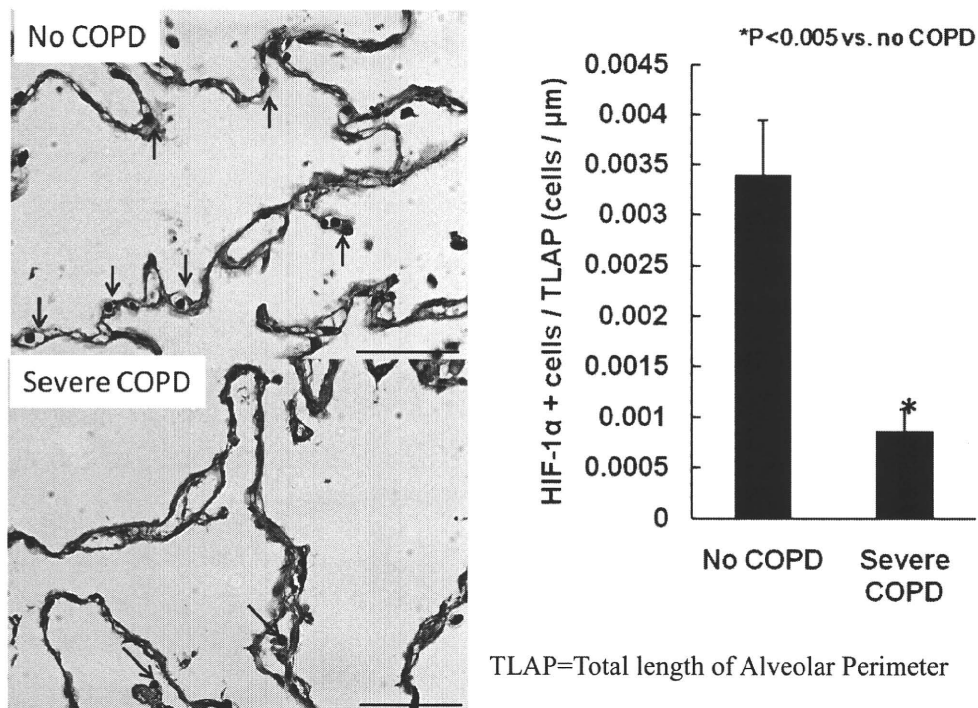 No COPD
Severe COPD
*P<0.005 vs. no COPD
HIF-1α + cells / TLAP (cells / µm)
0.0045
0.004
0.0035
0.003
0.0025
0.002
0.0015
0.001
0.0005
0
*
No COPD
Severe
COPD
TLAP=Total length of Alveolar Perimeter